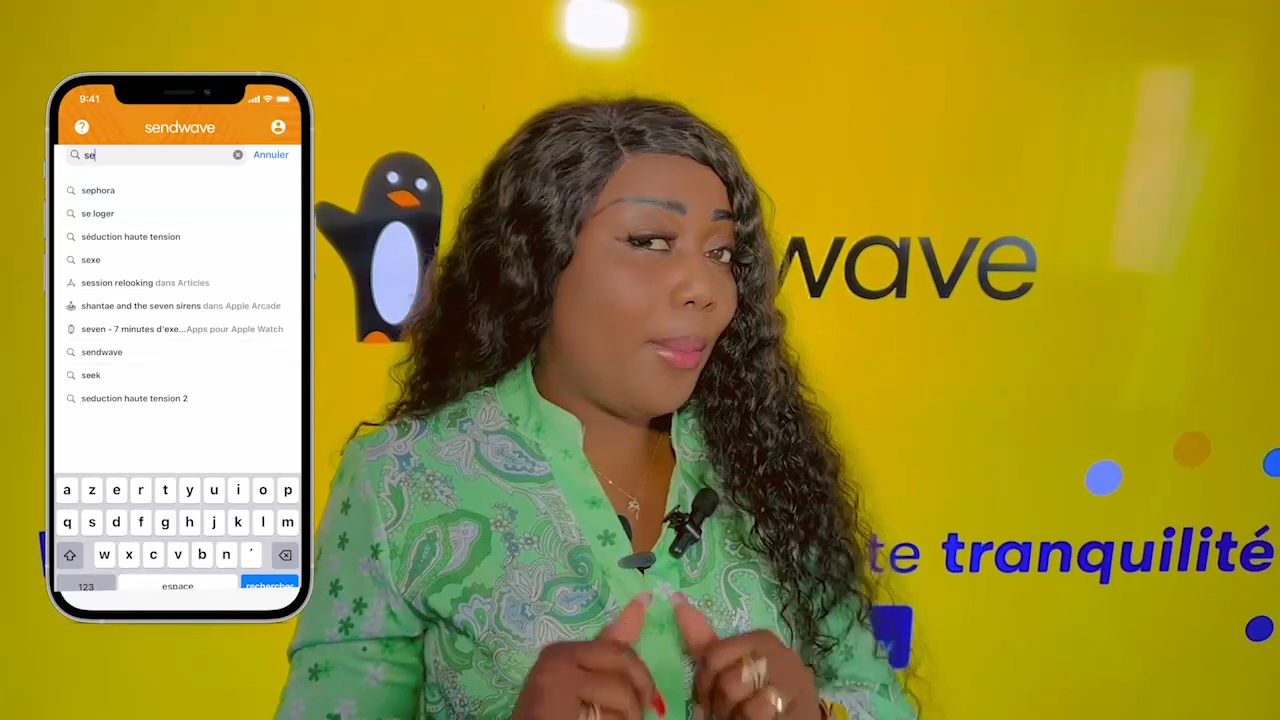 9:41
sendwave
se
Annuler
sephora
se loger
séduction haute tension
sexe
session relooking dans Articles
shantae and the seven sirens dans Apple Arcade
seven - 7 minutes d'exe...Apps pour Apple Watch
sendwave
seek
seduction haute tension 2
a z e r t y u i o p
q s d f g h j k l m
w x c v b n ´
123 espace rechercher
wave
te tranquilité